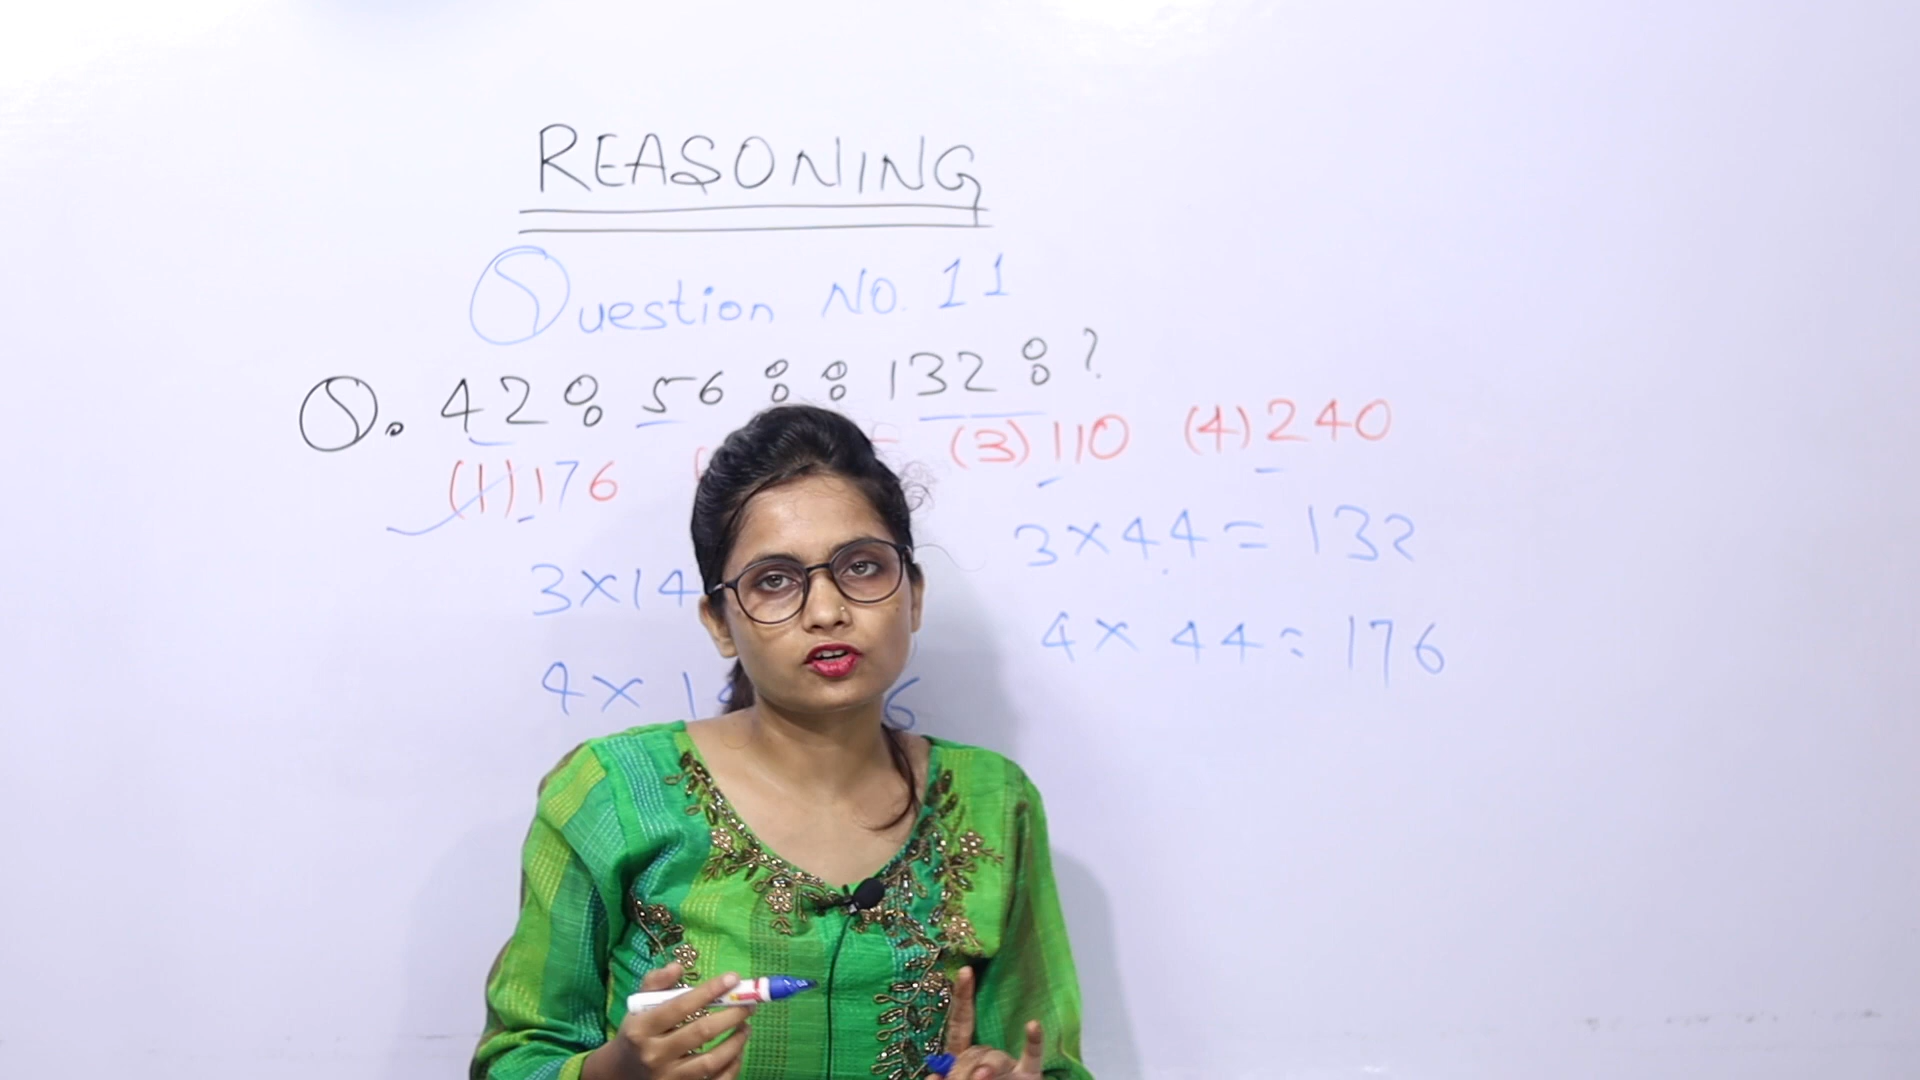 REASONING
Question No. 11
Q. 42 : 56 : : 132 : ?
(1) 176 (3) 110 (4) 240
3×14
3×44 = 132
4× 6
4× 44 = 176